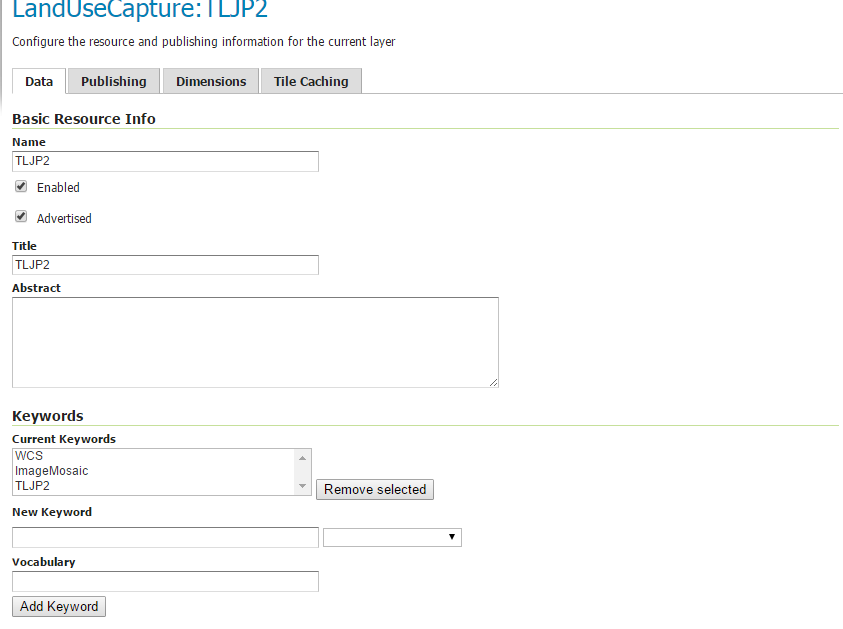 LandUseCapture:TLJP2
Configure the resource and publishing information for the current layer
Data Publishing Dimensions Tile Caching
Basic Resource Info
Name
TLJP2
Enabled
Advertised
Title
TLJP2
Abstract
Keywords
Current Keywords
WCS
ImageMosaic
TLJP2
Remove selected
New Keyword
Vocabulary
Add Keyword